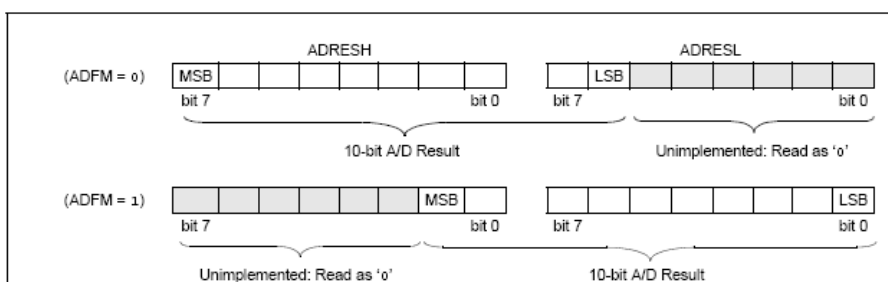 ADRESH ADRESL
(ADFM = 0) MSB LSB
bit 7 bit 0 bit 7 bit 0
10-bit A/D Result Unimplemented: Read as ‘0’
(ADFM = 1) MSB LSB
bit 7 bit 0 bit 7 bit 0
Unimplemented: Read as ‘0’ 10-bit A/D Result